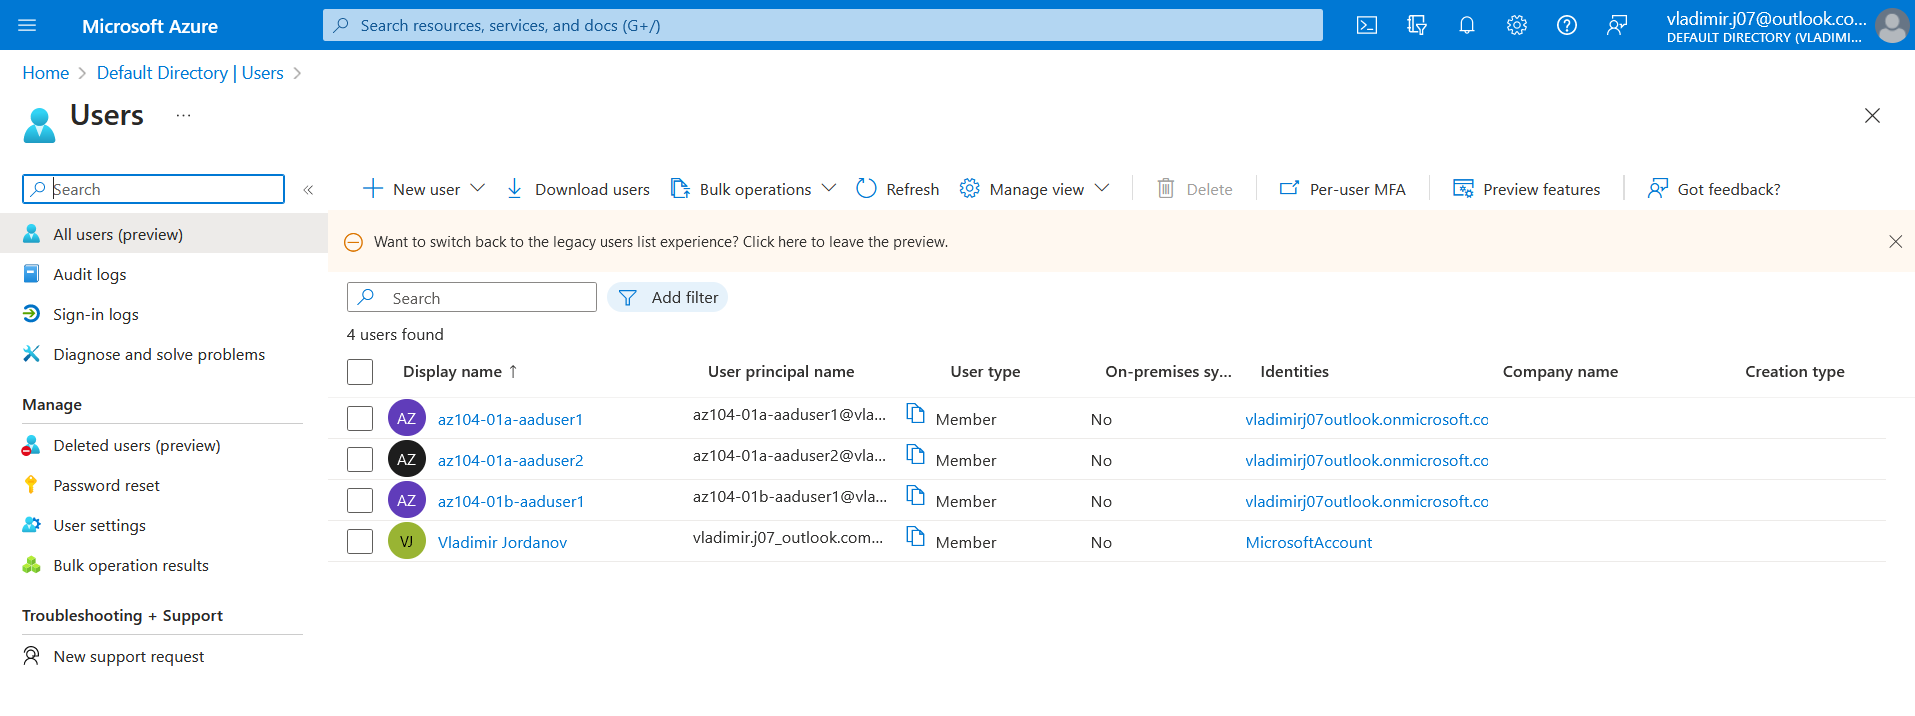 Microsoft Azure
Search resources, services, and docs (G+/)
vladimir.j07@outlook.co...
DEFAULT DIRECTORY (VLADIMI...
Home > Default Directory | Users >
Users ...
Search «
New user
Download users
Bulk operations
Refresh
Manage view
Delete
Per-user MFA
Preview features
Got feedback?
All users (preview)
Audit logs
Sign-in logs
Diagnose and solve problems
Manage
Deleted users (preview)
Password reset
User settings
Bulk operation results
Troubleshooting + Support
New support request
Want to switch back to the legacy users list experience? Click here to leave the preview.
Search
Add filter
4 users found
Display name ↑ User principal name User type On-premises sy... Identities Company name Creation type
AZ az104-01a-aaduser1 az104-01a-aaduser1@vla... Member No vladimirj07outlook.onmicrosoft.co
AZ az104-01a-aaduser2 az104-01a-aaduser2@vla... Member No vladimirj07outlook.onmicrosoft.co
AZ az104-01b-aaduser1 az104-01b-aaduser1@vla... Member No vladimirj07outlook.onmicrosoft.co
VJ Vladimir Jordanov vladimir.j07_outlook.com... Member No MicrosoftAccount